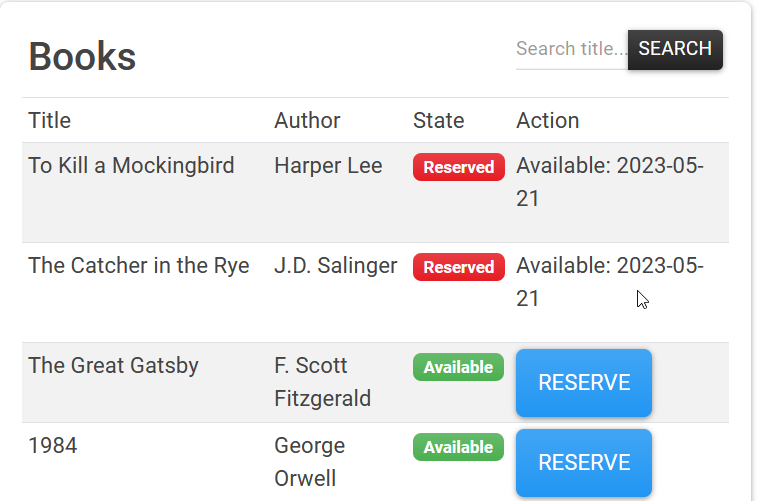 Books
Search title... SEARCH
Title Author State Action
To Kill a Mockingbird Harper Lee Reserved Available: 2023-05-
21
The Catcher in the Rye J.D. Salinger Reserved Available: 2023-05-
21
The Great Gatsby F. Scott Available RESERVE
Fitzgerald
1984 George Available RESERVE
Orwell